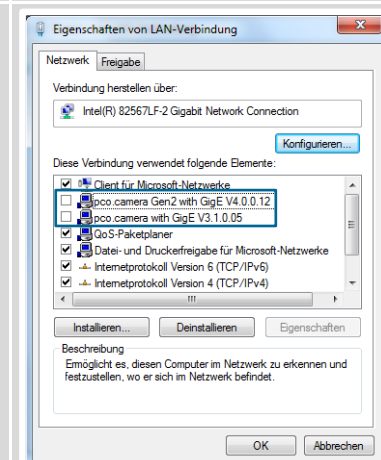 Eigenschaften von LAN-Verbindung
Netzwerk Freigabe
Verbindung herstellen über:
Intel(R) 82567LF-2 Gigabit Network Connection
Konfigurieren...
Diese Verbindung verwendet folgende Elemente:
Client für Microsoft-Netzwerke
pco.camera Gen2 with GigE V4.0.0.12
pco.camera with GigE V3.1.0.05
QoS-Paketplaner
Datei- und Druckerfreigabe für Microsoft-Netzwerke
Internetprotokoll Version 6 (TCP/IPv6)
Internetprotokoll Version 4 (TCP/IPv4)
Installieren... Deinstallieren Eigenschaften
Beschreibung
Ermöglicht es, diesen Computer im Netzwerk zu erkennen und
festzustellen, wo er sich im Netzwerk befindet.
OK Abbrechen